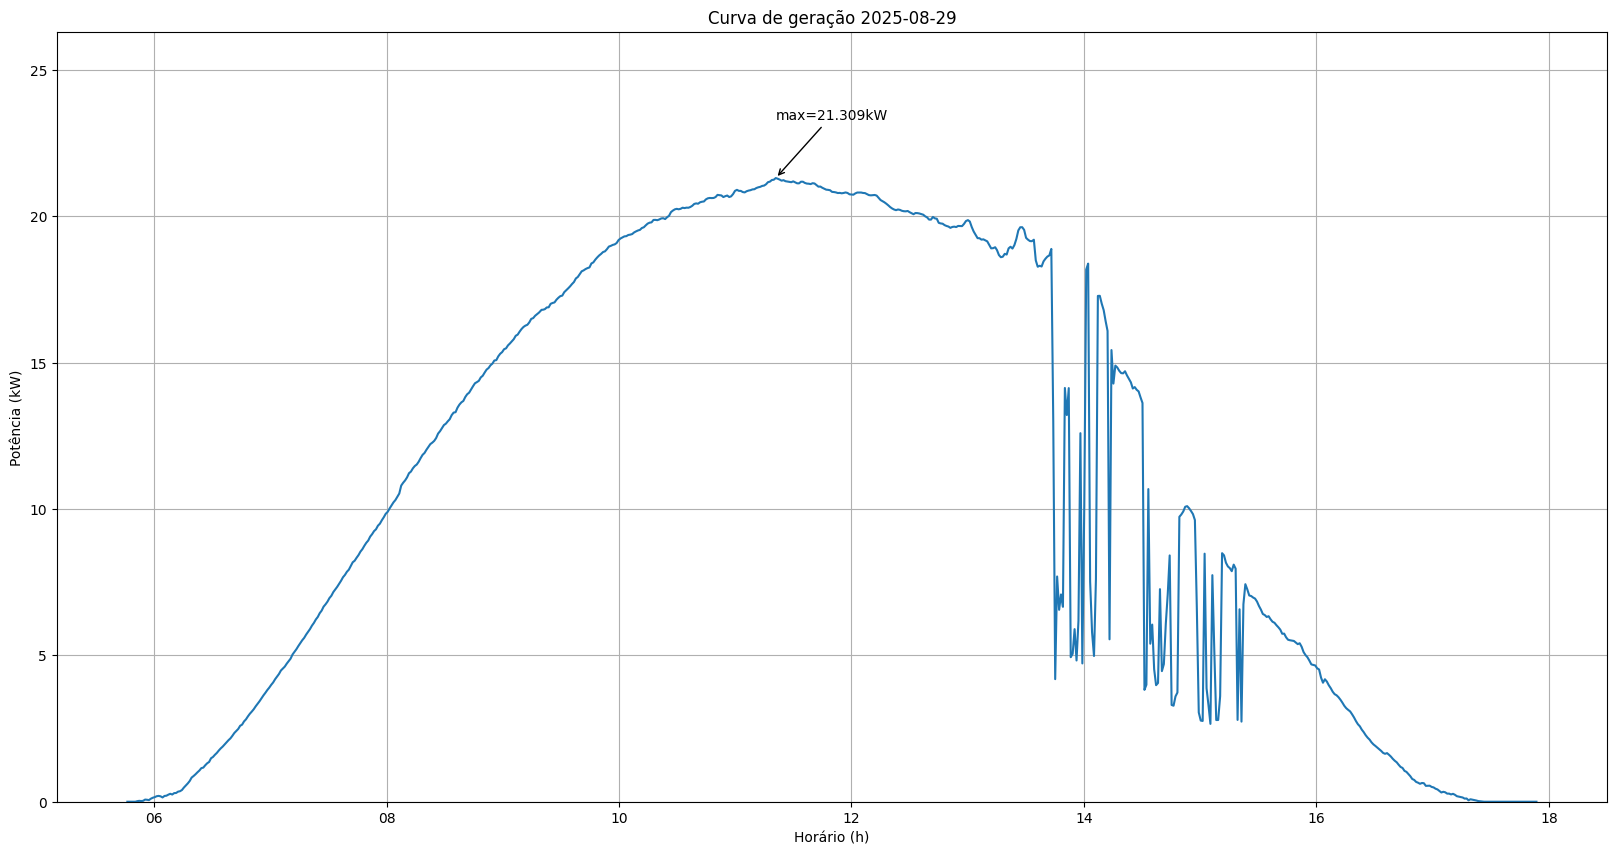 Curva de geração 2025-08-29
max=21.309kW
25
20
15
10
5
0
Potência (kW)
06 08 10 12 14 16 18
Horário (h)